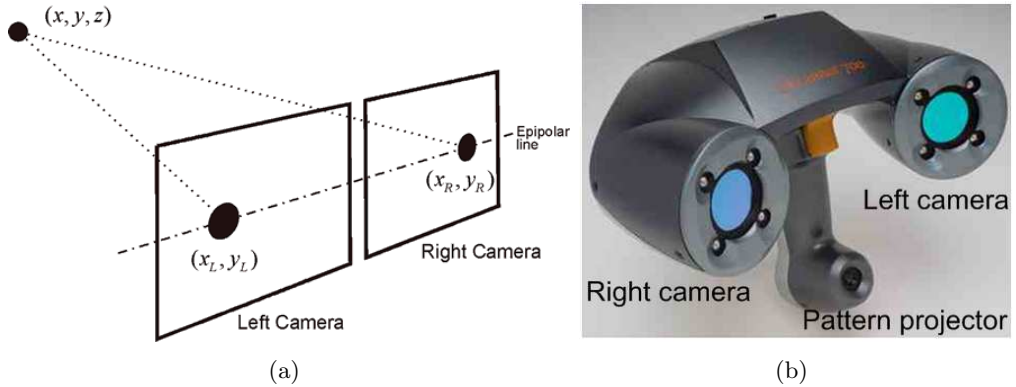 (x, y, z)
Epipolar
line
(x_R, y_R)
(x_L, y_L)
Right Camera
Left Camera
(a)
Left camera
Right camera
Pattern projector
(b)